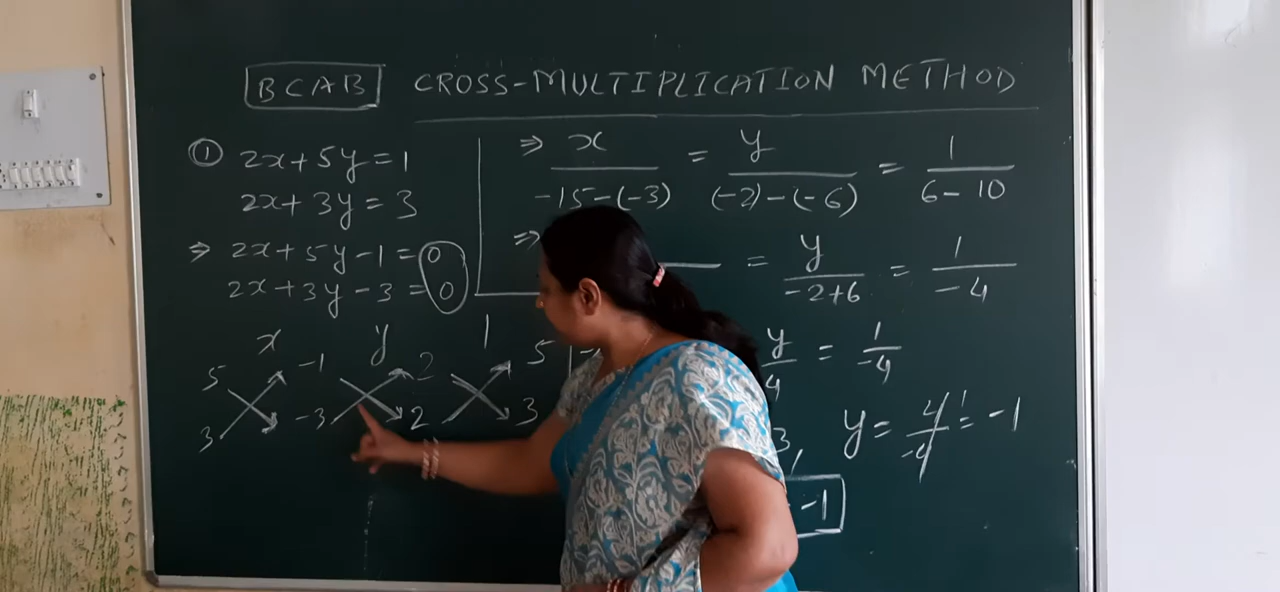 BCAB CROSS-MULTIPLICATION METHOD
① 2x+5y=1
2x+3y=3
⇒ 2x+5y-1=0
2x+3y-3=0
x y 1
5 -1 2 5
3 -3 2 3
⇒ x/(-15-(-3)) = y/((-2)-(-6)) = 1/(6-10)
⇒ = y/(-2+6) = 1/-4
y/4 = 1/-4
3, y = 4/-4 = -1
-1